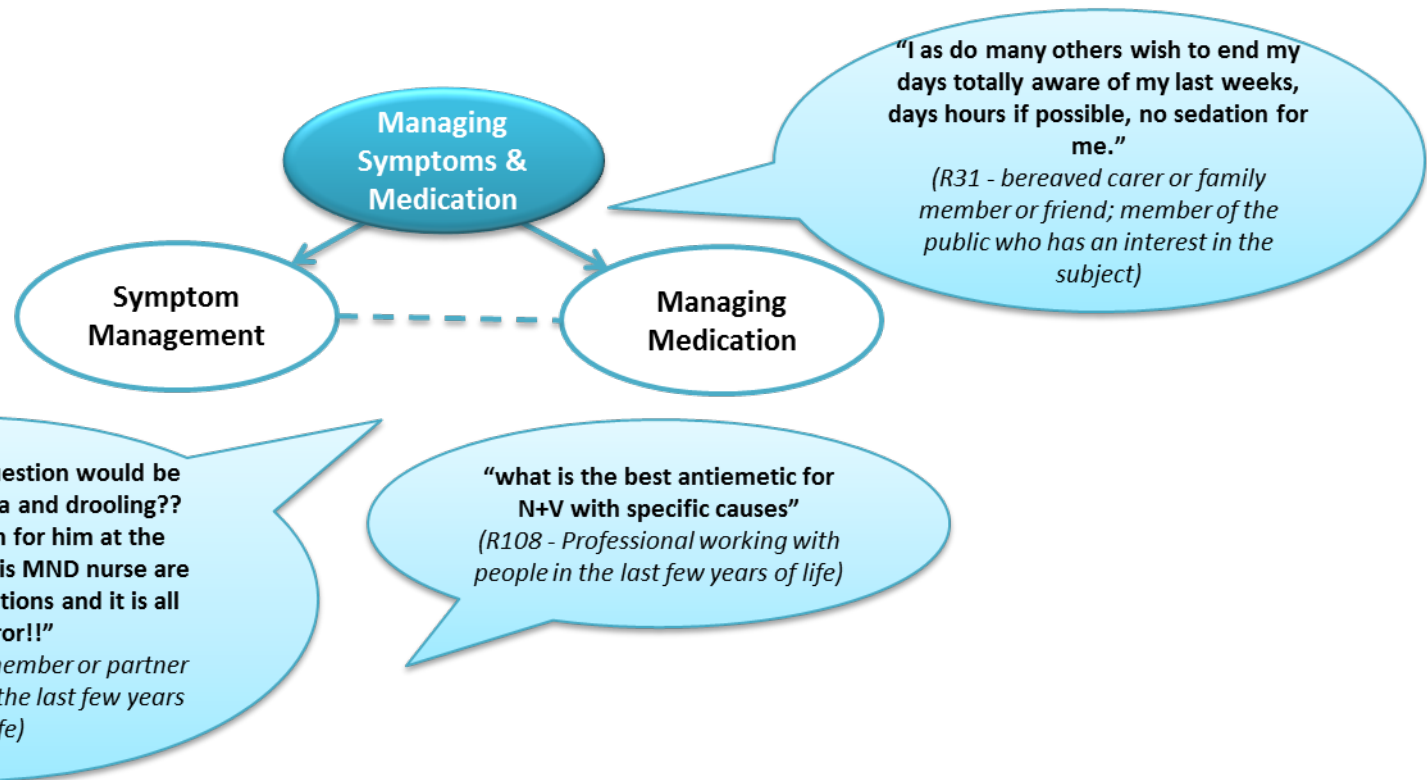 Managing
Symptoms &
Medication
"I as do many others wish to end my
days totally aware of my last weeks,
days hours if possible, no sedation for
me."
(R31 - bereaved carer or family
member or friend; member of the
public who has an interest in the
subject)
Symptom
Management
Managing
Medication
would be
and drooling??
for him at the
is MND nurse are
and it is all
member or partner
the last few years
"what is the best antiemetic for
N+V with specific causes"
(R108 - Professional working with
people in the last few years of life)